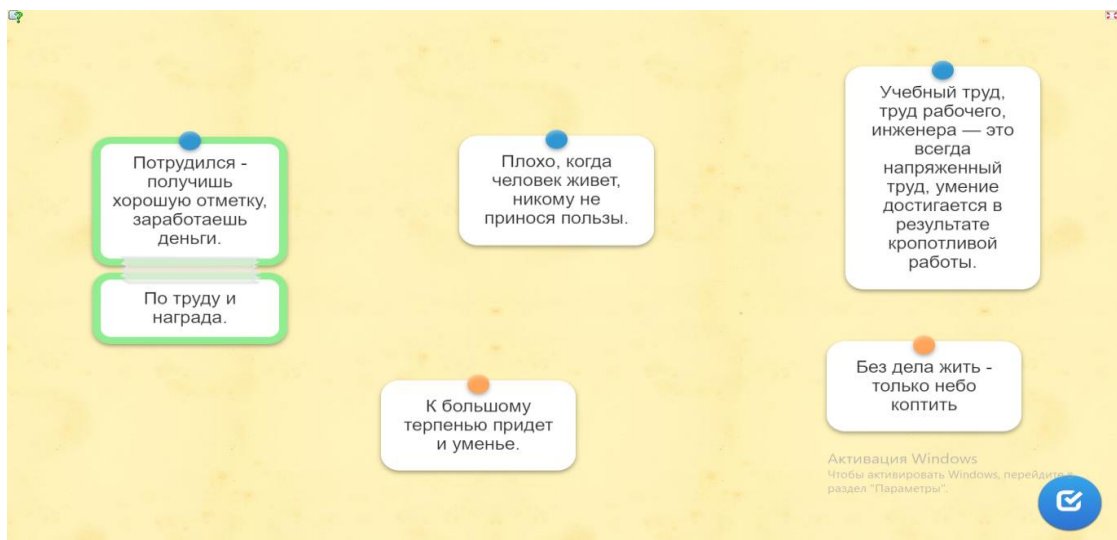 Потрудился -
получишь
хорошую отметку,
заработаешь
деньги.
По труду и
награда.
Плохо, когда
человек живет,
никому не
принося пользы.
К большому
терпенью придет
и уменье.
Учебный труд,
труд рабочего,
инженера — это
всегда
напряженный
труд, умение
достигается в
результате
кропотливой
работы.
Без дела жить -
только небо
коптить
Активация Windows
Чтобы активировать Windows, перейдите в
раздел "Параметры".